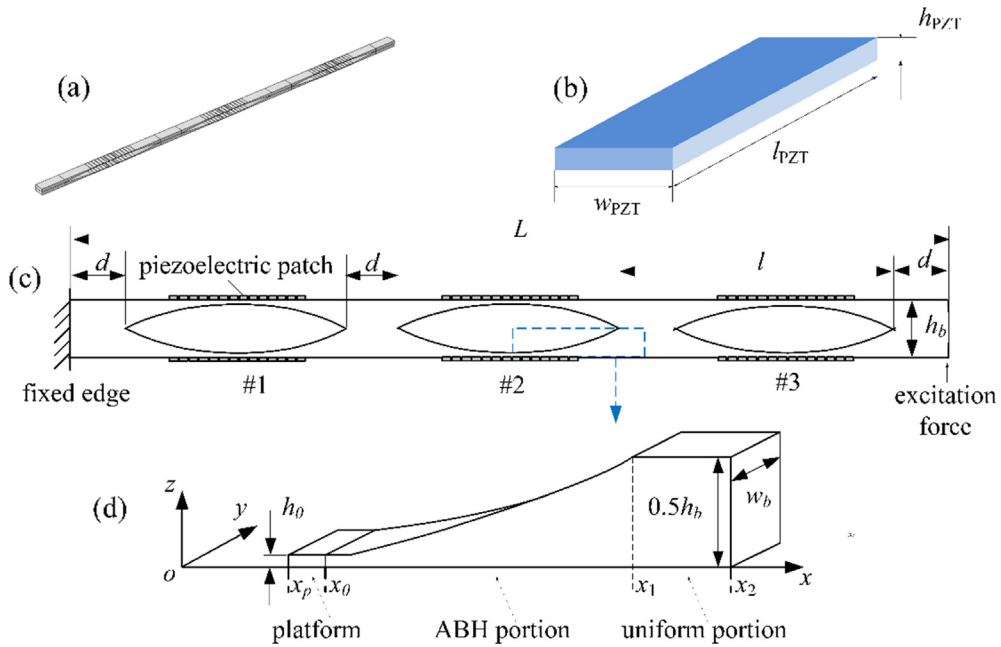 (a)
(b)
hPZT
lPZT
wPZT
L
(c)
d
piezoelectric patch
d
l
d
hb
fixed edge
#1
#2
#3
excitation
force
(d)
z
y
h0
0.5hb
wb
o
xp
x0
x1
x2
x
platform
ABH portion
uniform portion